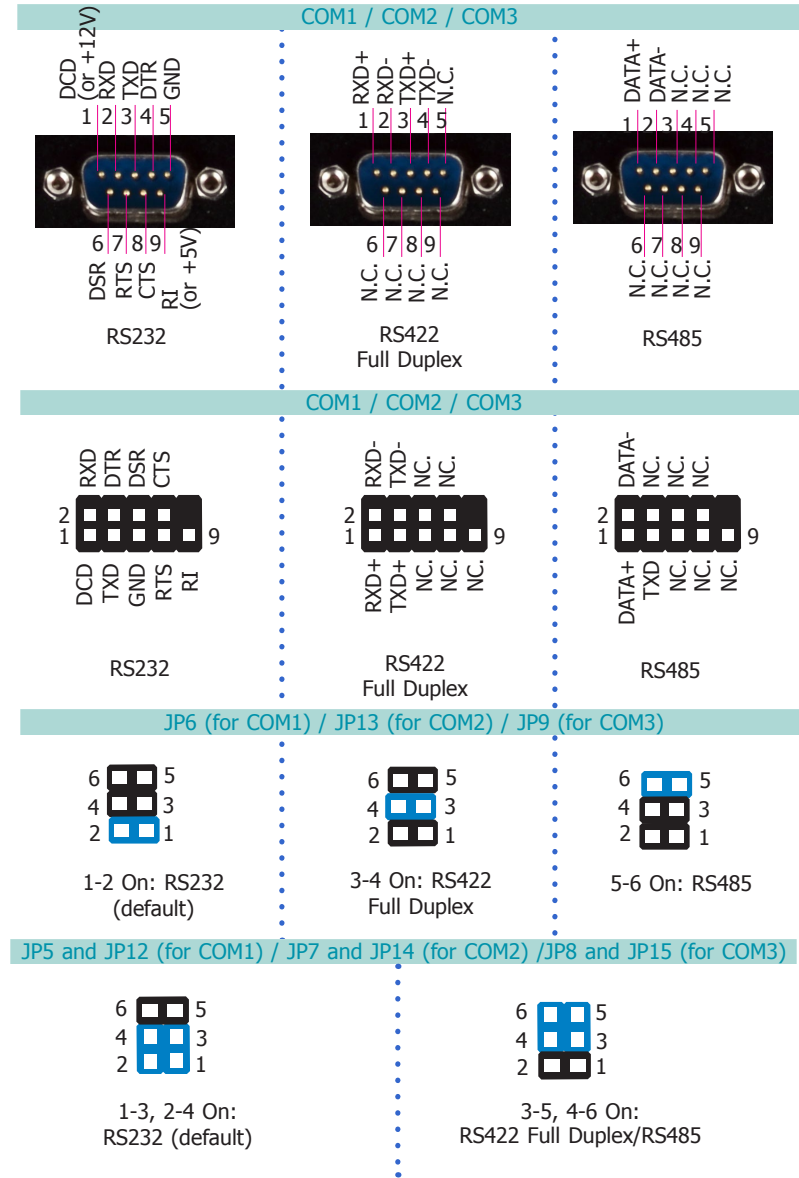 COM1 / COM2 / COM3
DCD
(or +12V)
RXD
TXD
DTR
GND
1 2 3 4 5
6 7 8 9
DSR
RTS
CTS
RI
(or +5V)
RS232
RXD+
RXD-
TXD+
TXD-
N.C.
1 2 3 4 5
6 7 8 9
N.C.
N.C.
N.C.
N.C.
RS422
Full Duplex
DATA+
DATA-
N.C.
N.C.
N.C.
1 2 3 4 5
6 7 8 9
N.C.
N.C.
N.C.
N.C.
RS485
COM1 / COM2 / COM3
RXD
DTR
DSR
CTS
2
1
9
DCD
TXD
GND
RTS
RI
RS232
RXD-
TXD-
NC.
NC.
2
1
9
RXD+
TXD+
NC.
NC.
NC.
RS422
Full Duplex
DATA-
NC.
NC.
NC.
2
1
9
DATA+
TXD
NC.
NC.
NC.
RS485
JP6 (for COM1) / JP13 (for COM2) / JP9 (for COM3)
6 5
4 3
2 1
1-2 On: RS232
(default)
6 5
4 3
2 1
3-4 On: RS422
Full Duplex
6 5
4 3
2 1
5-6 On: RS485
JP5 and JP12 (for COM1) / JP7 and JP14 (for COM2) /JP8 and JP15 (for COM3)
6 5
4 3
2 1
1-3, 2-4 On:
RS232 (default)
6 5
4 3
2 1
3-5, 4-6 On:
RS422 Full Duplex/RS485